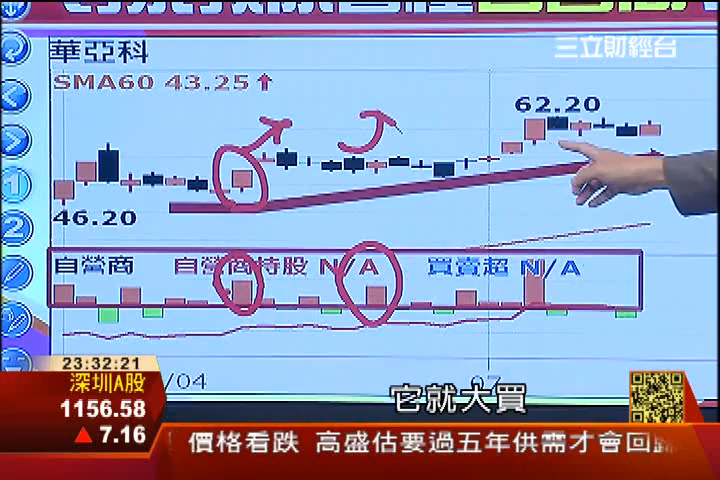 華亞科
三立財經台
SMA60 43.25↑
62.20
46.20
自營商 自營商持股 N/A 買賣超 N/A
/04
07
23:32:21
深圳A股
1156.58
▲7.16
它就大買
價格看跌 高盛估要過五年供需才會回
1
2